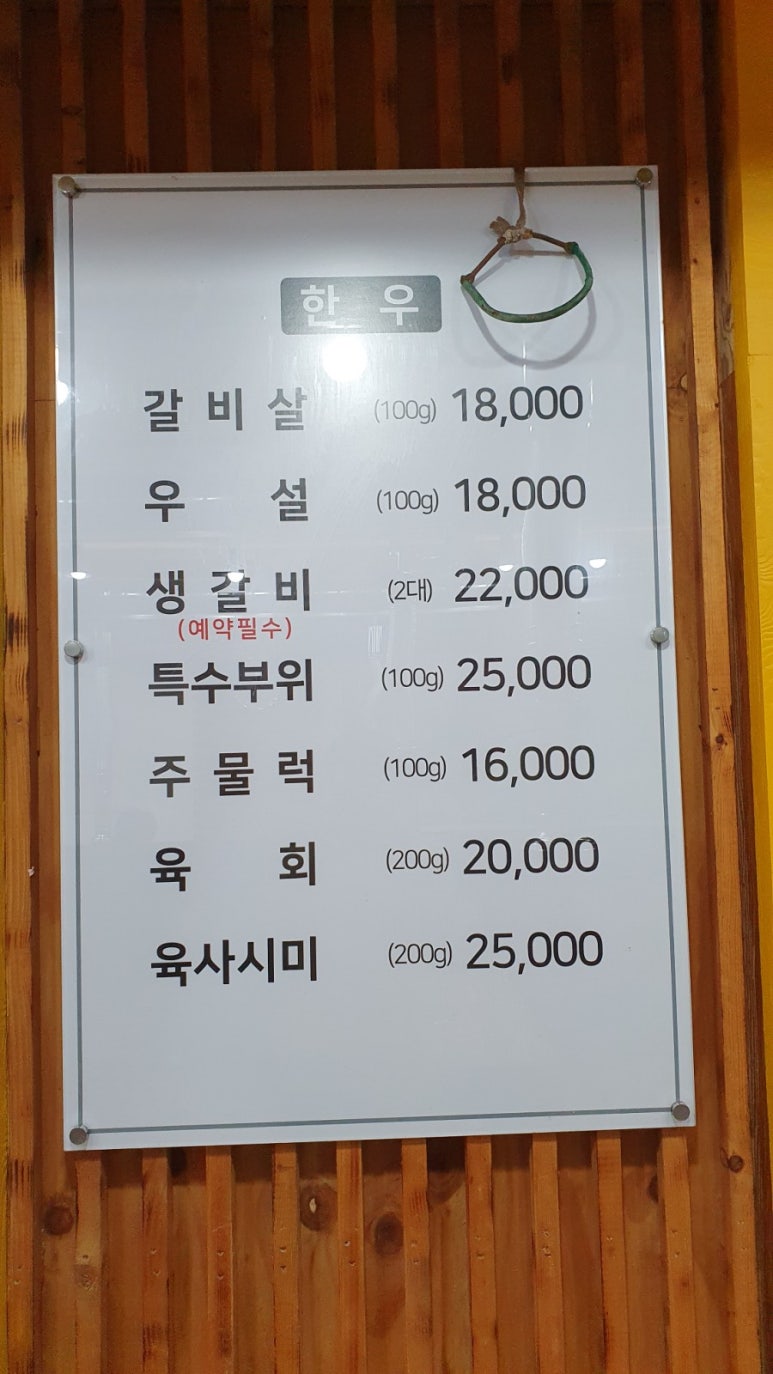 한 우
갈 비 살 (100g) 18,000
우 설 (100g) 18,000
생 갈 비 (2대) 22,000
(예약필수)
특수부위 (100g) 25,000
주 물 럭 (100g) 16,000
육 회 (200g) 20,000
육사시미 (200g) 25,000